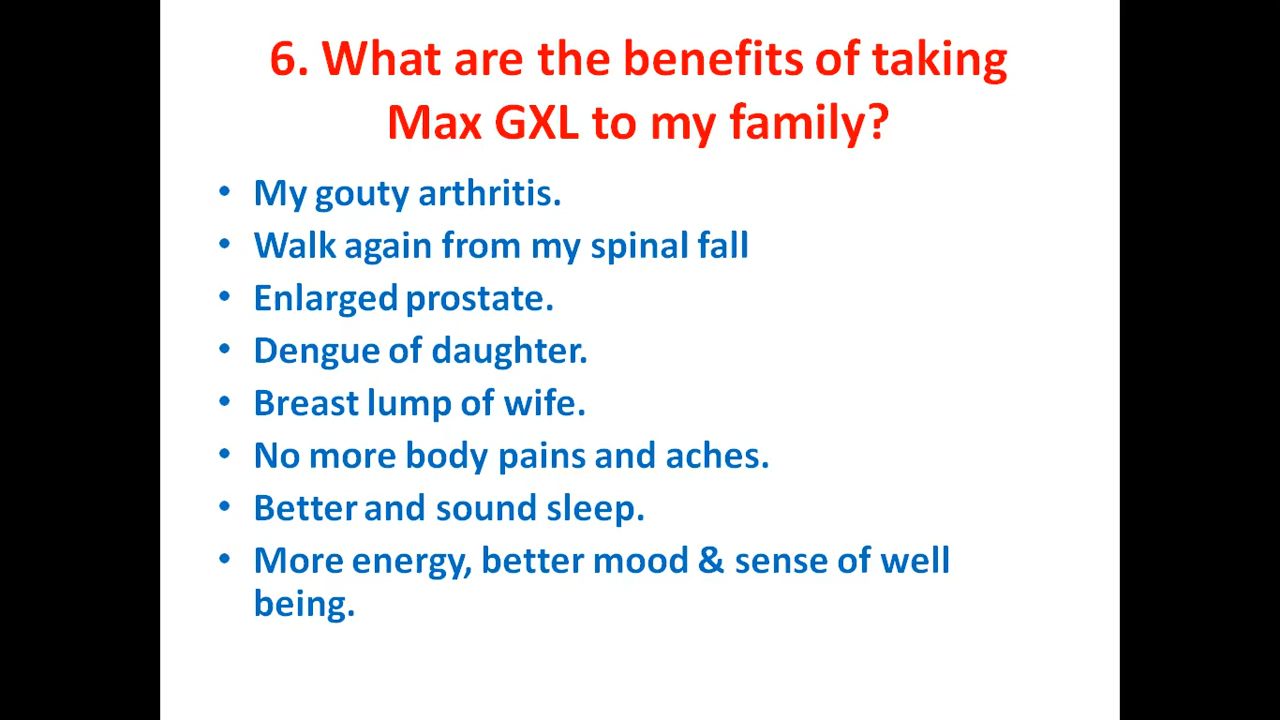 6. What are the benefits of taking
Max GXL to my family?
• My gouty arthritis.
• Walk again from my spinal fall
• Enlarged prostate.
• Dengue of daughter.
• Breast lump of wife.
• No more body pains and aches.
• Better and sound sleep.
• More energy, better mood & sense of well
being.